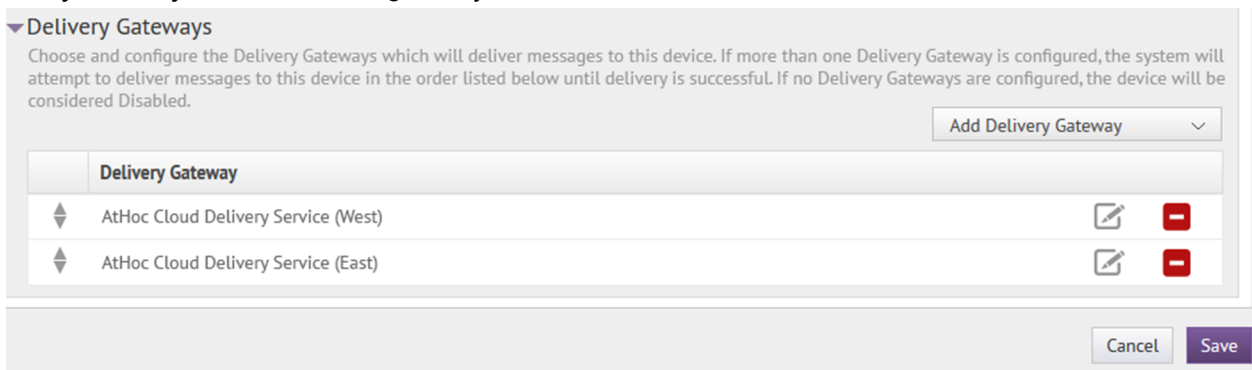 Delivery Gateways
Choose and configure the Delivery Gateways which will deliver messages to this device. If more than one Delivery Gateway is configured, the system will
attempt to deliver messages to this device in the order listed below until delivery is successful. If no Delivery Gateways are configured, the device will be
considered Disabled.
Add Delivery Gateway
Delivery Gateway
AtHoc Cloud Delivery Service (West)
AtHoc Cloud Delivery Service (East)
Cancel Save